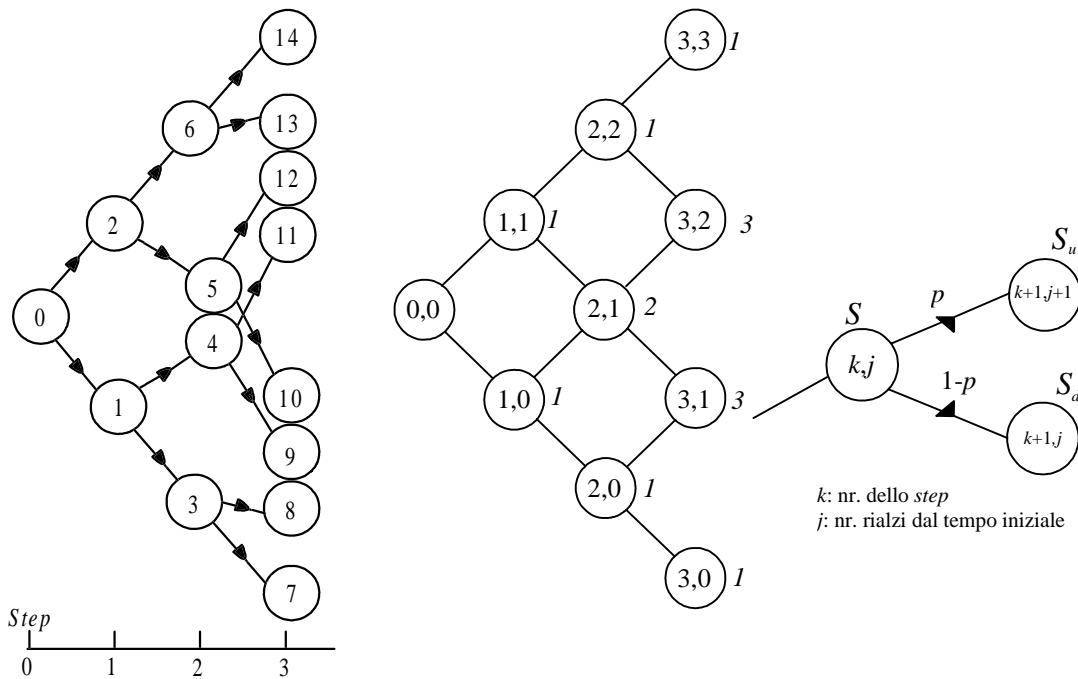 14
6
13
12
2
11
5
0
4
10
1
9
3
8
7
Step
0 1 2 3
3,3 1
2,2 1
1,1 1
3,2 3
0,0
2,1 2
1,0 1
3,1 3
2,0 1
3,0 1
S_u
p
k+1,j+1
S
k,j
1-p
S_d
k+1,j
k: nr. dello step
j: nr. rialzi dal tempo iniziale